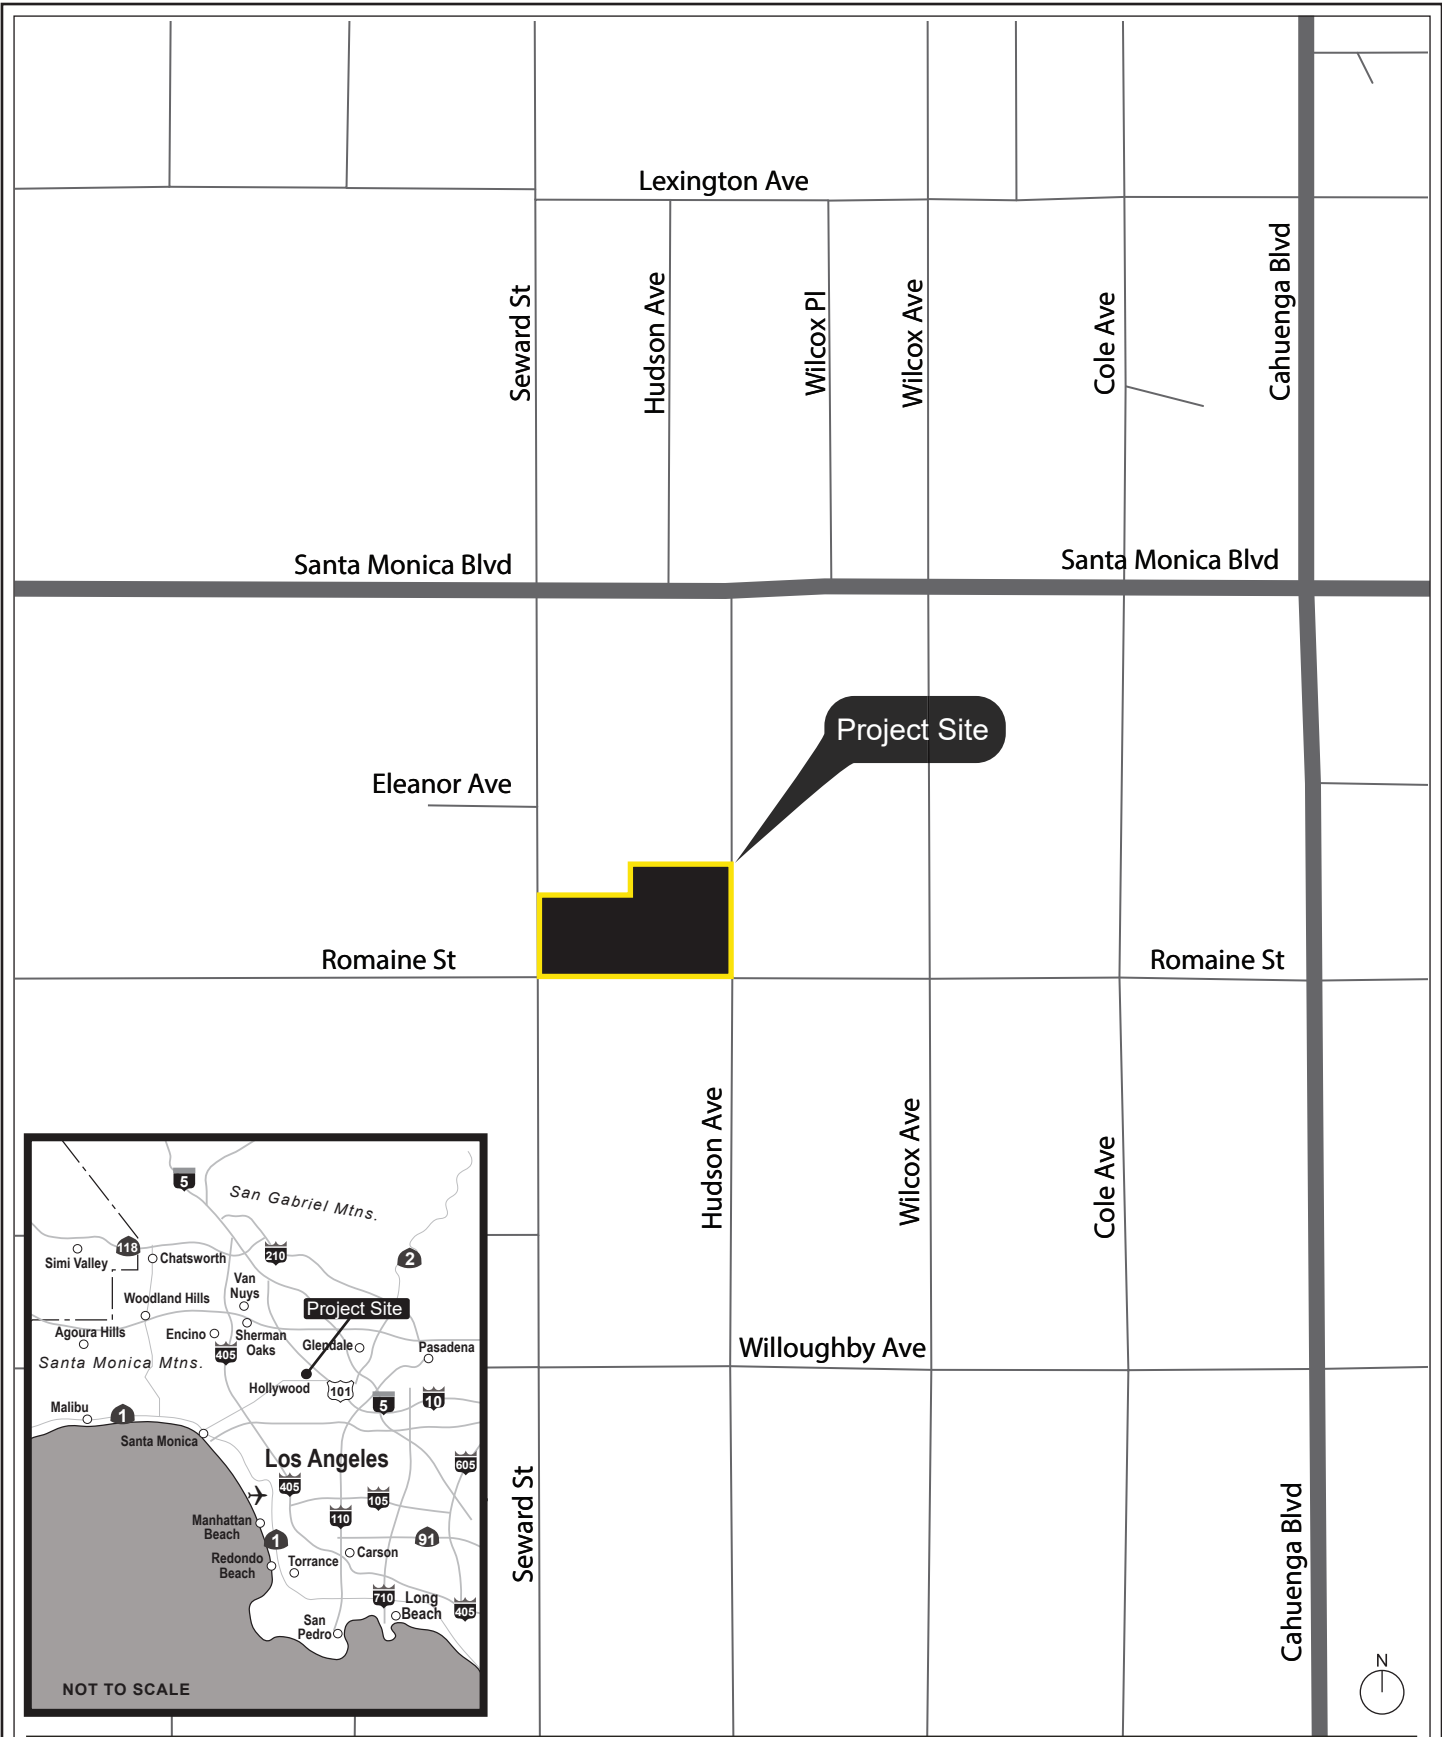 Lexington Ave
Seward St
Hudson Ave
Wilcox Pl
Wilcox Ave
Cole Ave
Cahuenga Blvd
Santa Monica Blvd
Santa Monica Blvd
Project Site
Eleanor Ave
Romaine St
Romaine St
Hudson Ave
Wilcox Ave
Cole Ave
Willoughby Ave
Seward St
Cahuenga Blvd
N
5
San Gabriel Mtns.
118
Simi Valley
Chatsworth
210
2
Van
Nuys
Woodland Hills
Project Site
Agoura Hills
Encino
Sherman
Oaks
Glendale
Pasadena
405
Santa Monica Mtns.
Hollywood
101
5
10
Malibu
1
Santa Monica
Los Angeles
605
405
105
110
Manhattan
Beach
1
91
Redondo
Beach
Torrance
Carson
710
Long
Beach
405
San
Pedro
NOT TO SCALE